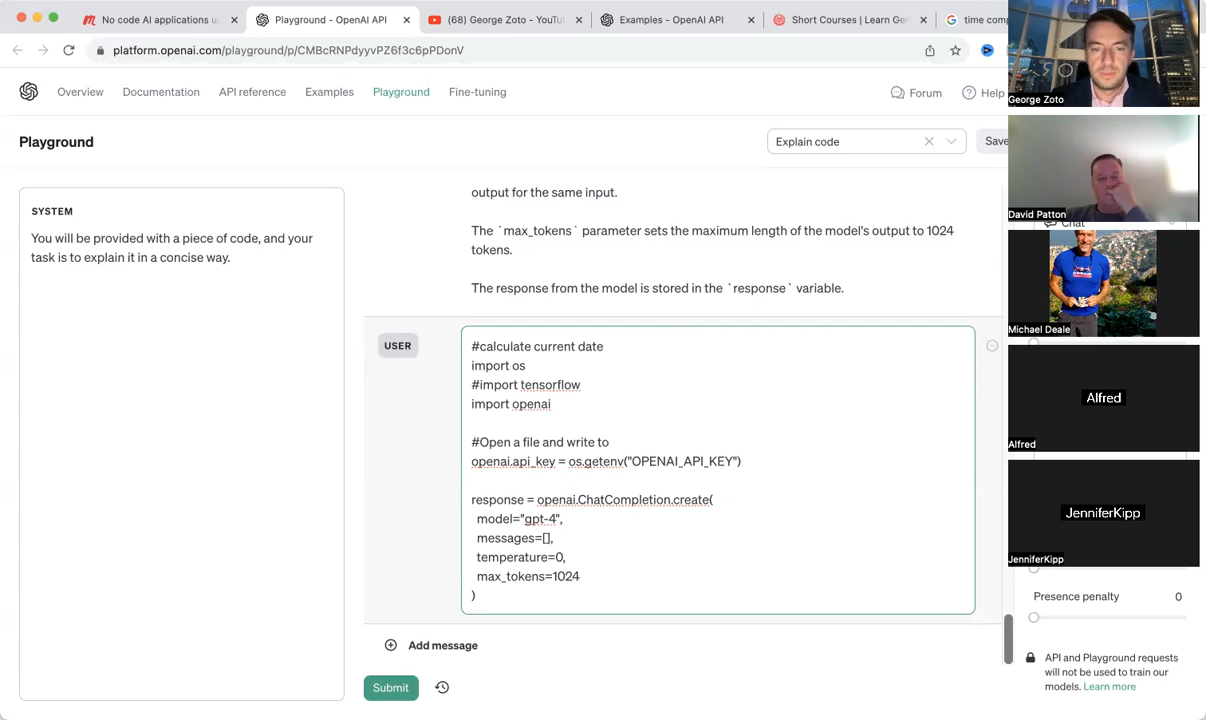 No code AI applications u
Playground - OpenAI API
(68) George Zoto - YouTu
Examples - OpenAI API
Short Courses | Learn Ge
time comp
platform.openai.com/playground/p/CMBcRNPdyyvPZ6f3c6pPDonV
Overview
Documentation
API reference
Examples
Playground
Fine-tuning
Forum
Help
George Zoto
Playground
Explain code
Save
SYSTEM
You will be provided with a piece of code, and your
task is to explain it in a concise way.
output for the same input.
The `max_tokens` parameter sets the maximum length of the model's output to 1024
tokens.
The response from the model is stored in the `response` variable.
USER
#calculate current date
import os
#import tensorflow
import openai
#Open a file and write to
openai.api_key = os.getenv("OPENAI_API_KEY")
response = openai.ChatCompletion.create(
model="gpt-4",
messages=[],
temperature=0,
max_tokens=1024
)
Add message
Submit
David Patton
Chat
Michael Deale
Alfred
Alfred
JenniferKipp
JenniferKipp
Presence penalty 0
API and Playground requests
will not be used to train our
models. Learn more